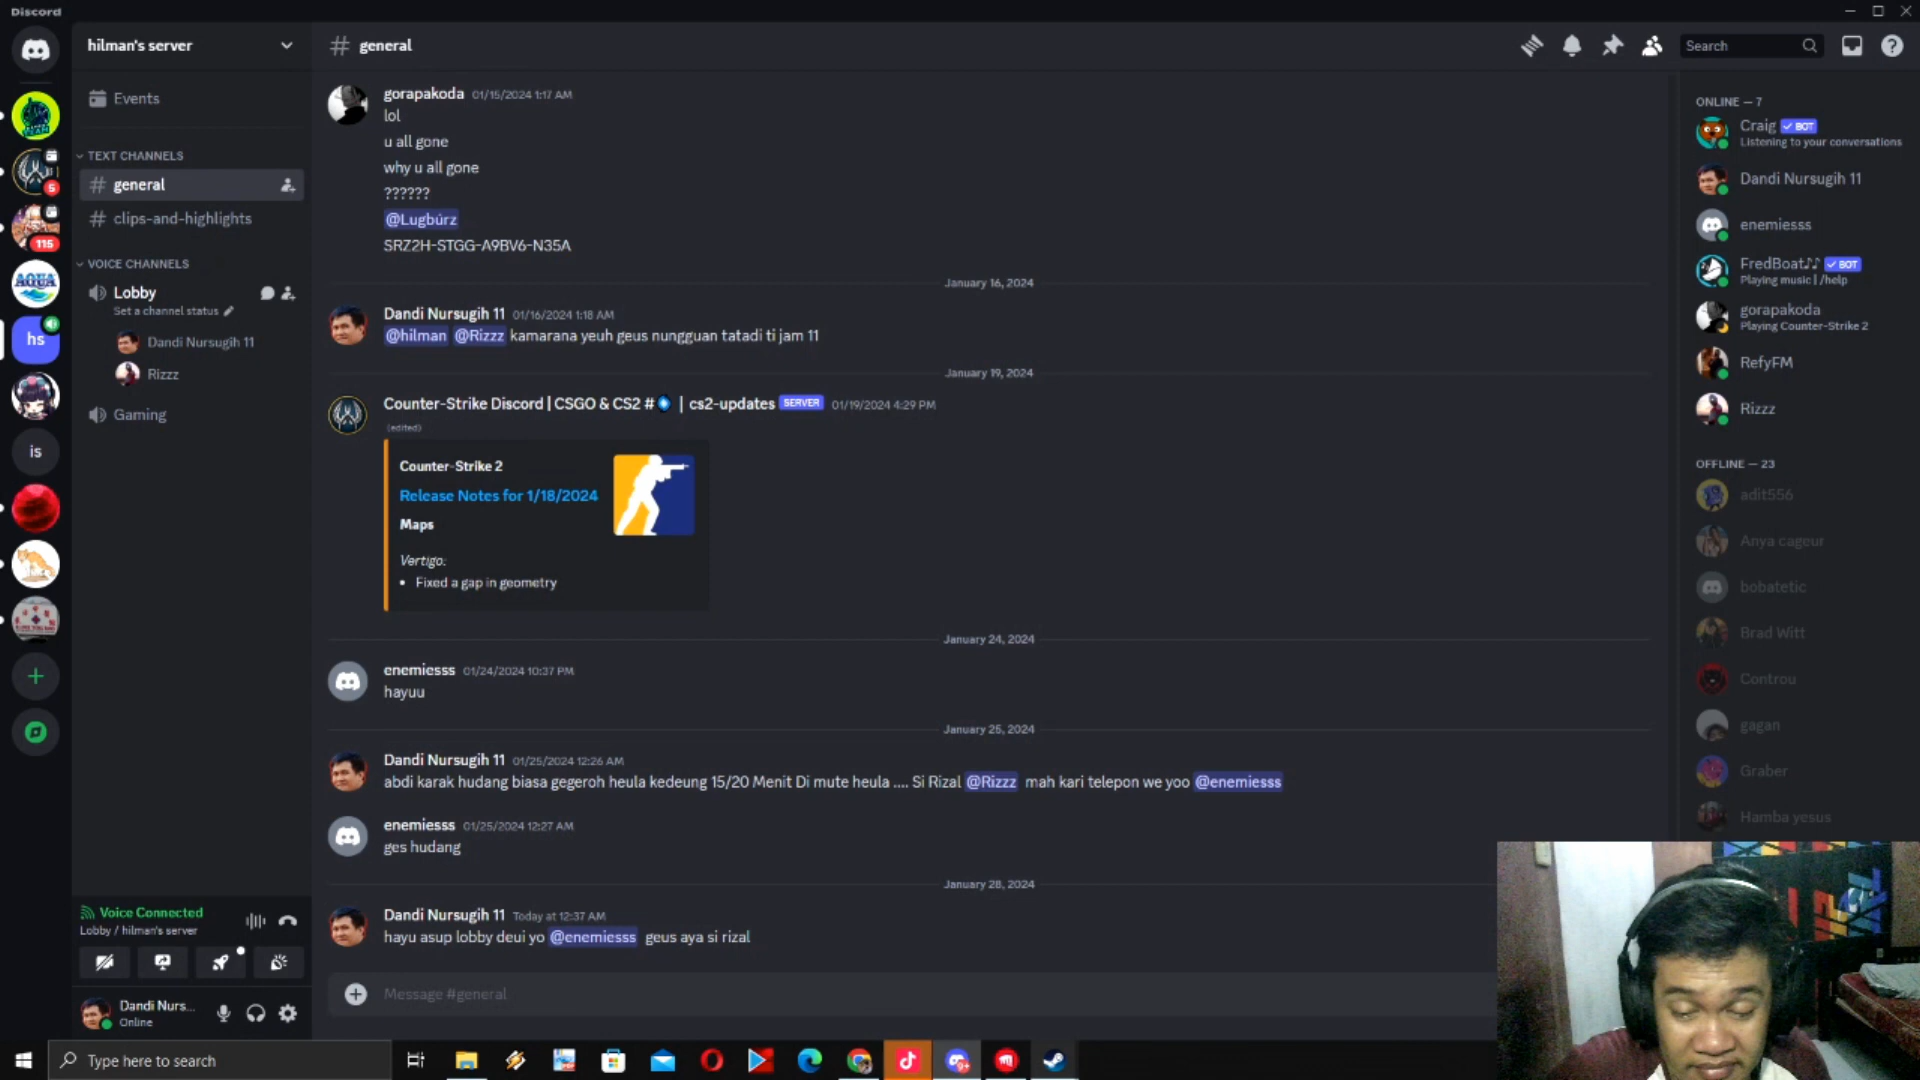 Discord
hilman's server
Events
TEXT CHANNELS
general
clips-and-highlights
VOICE CHANNELS
Lobby
Set a channel status
Dandi Nursugih 11
Rizzz
Gaming
5
115
AQUA
hs
is
Voice Connected
Lobby / hilman's server
Dandi Nurs...
Online
# general
Search
gorapakoda 01/15/2024 1:17 AM
lol
u all gone
why u all gone
??????
@Lugbúrz
SRZ2H-STGG-A9BV6-N35A
January 16, 2024
Dandi Nursugih 11 01/16/2024 1:18 AM
@hilman @Rizzz kamarana yeuh geus nungguan tatadi ti jam 11
January 19, 2024
Counter-Strike Discord | CSGO & CS2 # | cs2-updates SERVER 01/19/2024 4:29 PM
(edited)
Counter-Strike 2
Release Notes for 1/18/2024
Maps
Vertigo:
• Fixed a gap in geometry
January 24, 2024
enemiesss 01/24/2024 10:37 PM
hayuu
January 25, 2024
Dandi Nursugih 11 01/25/2024 12:26 AM
abdi karak hudang biasa gegeroh heula kedeung 15/20 Menit Di mute heula .... Si Rizal @Rizzz mah kari telepon we yoo @enemiesss
enemiesss 01/25/2024 12:27 AM
ges hudang
January 28, 2024
Dandi Nursugih 11 Today at 12:37 AM
hayu asup lobby deui yo @enemiesss geus aya si rizal
Message #general
ONLINE — 7
Craig BOT
Listening to your conversations
Dandi Nursugih 11
enemiesss
FredBoat♪♪ BOT
Playing music | /help
gorapakoda
Playing Counter-Strike 2
RefyFM
Rizzz
OFFLINE — 23
adit556
Anya cageur
bobatetic
Brad Witt
Controu
gagan
Graber
Hamba yesus
Type here to search
9+